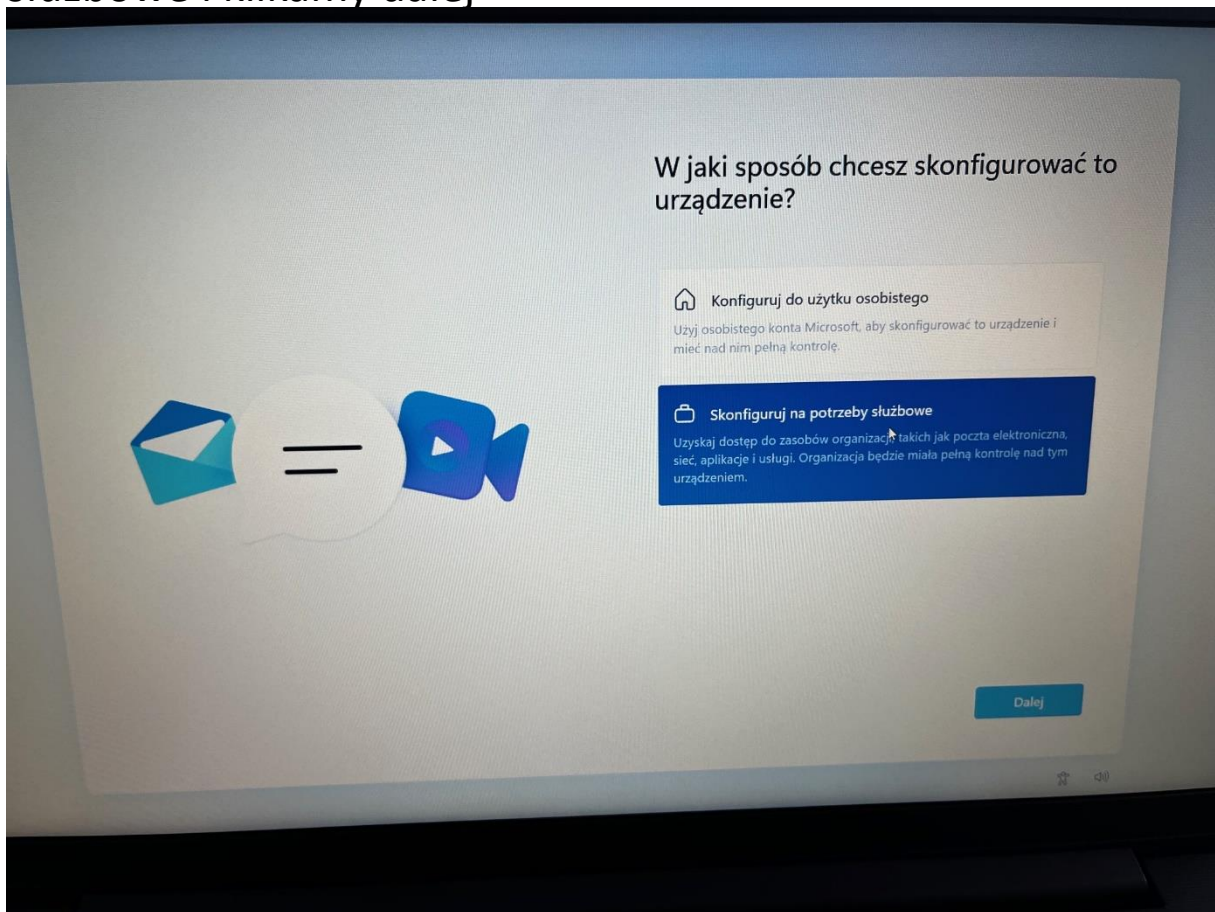 W jaki sposób chcesz skonfigurować to
urządzenie?
Konfiguruj do użytku osobistego
Użyj osobistego konta Microsoft, aby skonfigurować to urządzenie i
mieć nad nim pełną kontrolę.
Skonfiguruj na potrzeby służbowe
Uzyskaj dostęp do zasobów organizacji takich jak poczta elektroniczna,
sieć, aplikacje i usługi. Organizacja będzie miała pełną kontrolę nad tym
urządzeniem.
Dalej